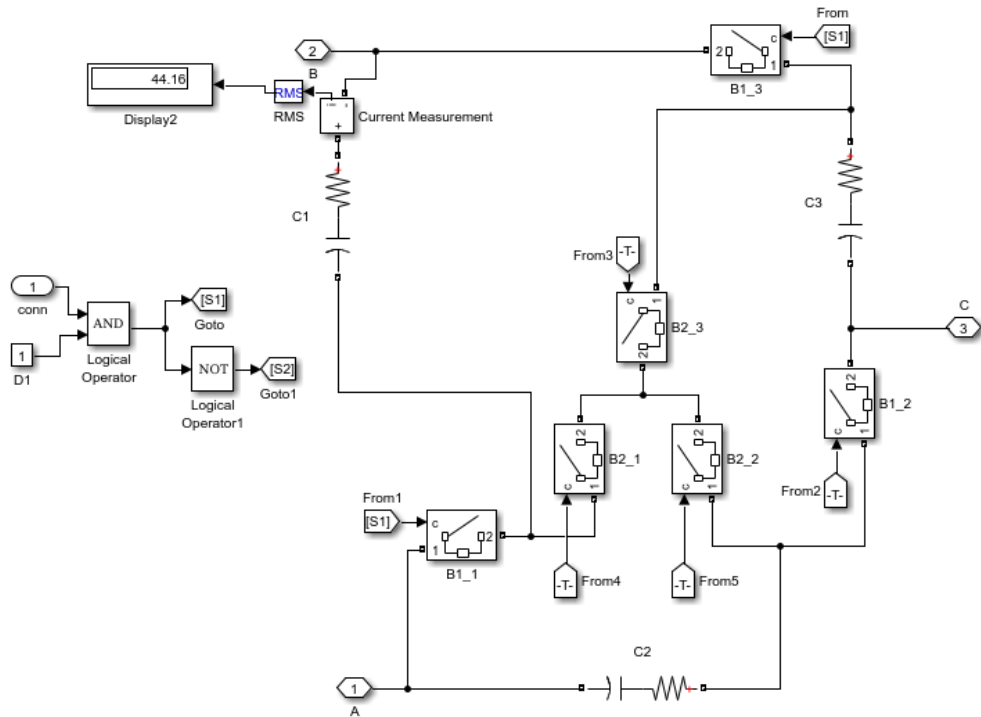 From
[S1]
c
2
1
B1_3
2
B
44.16
Display2
RMS
RMS
+
Current Measurement
C1
C3
From3
-T-
c
1
2
B2_3
C
3
1
conn
1
D1
AND
Logical
Operator
[S1]
Goto
NOT
Logical
Operator1
[S2]
Goto1
2
c
1
B1_2
From2
-T-
2
c
1
B2_1
2
c
1
B2_2
From1
[S1]
c
1
2
B1_1
-T-
From4
-T-
From5
C2
1
A